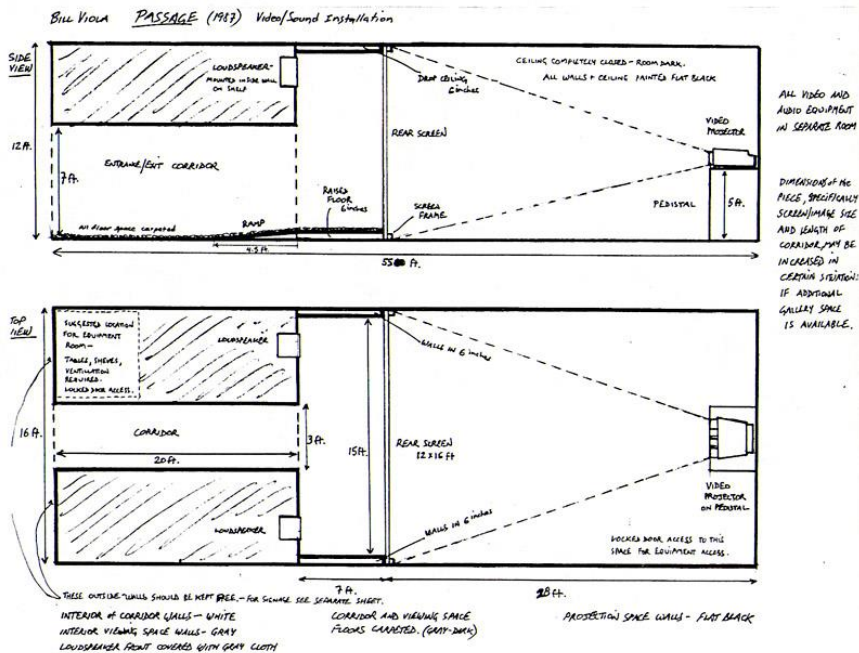 BILL VIOLA PASSAGE (1987) Video/Sound Installation
SIDE
VIEW
LOUDSPEAKER-
MOUNTED INSIDE WALL
ON SHELF
DROP CEILING
6 inches
CEILING COMPLETELY CLOSED - ROOM DARK.
ALL WALLS + CEILING PAINTED FLAT BLACK
ALL VIDEO AND
AUDIO EQUIPMENT
IN SEPARATE ROOM
VIDEO
PROJECTOR
12 FT.
7 FT.
ENTRANCE/EXIT CORRIDOR
REAR SCREEN
RAISED
FLOOR
6 inches
SCREEN
FRAME
PEDISTAL
5 FT.
All floor space carpeted
RAMP
4.5 ft.
55 ft.
DIMENSIONS of the
PIECE, SPECIFICALLY
SCREEN/IMAGE SIZE
AND LENGTH OF
CORRIDOR, MAY BE
INCREASED IN
CERTAIN SITUATIONS
IF ADDITIONAL
GALLERY SPACE
IS AVAILABLE.
TOP
VIEW
SUGGESTED LOCATION
FOR EQUIPMENT
ROOM -
TABLES, SHELVES,
VENTILATION
REQUIRED.
LOCKED DOOR ACCESS.
LOUDSPEAKER
WALLS IN 6 inches
16 FT.
CORRIDOR
20 FT.
3 FT.
15 FT.
REAR SCREEN
12 X 16 FT
VIDEO
PROJECTOR
ON PEDISTAL
LOUDSPEAKER
WALLS IN 6 inches
LOCKED DOOR ACCESS TO THIS
SPACE FOR EQUIPMENT ACCESS.
7 ft.
28 ft.
THESE OUTSIDE WALLS SHOULD BE KEPT FREE. - FOR SIGNAGE SEE SEPARATE SHEET.
INTERIOR of CORRIDOR WALLS - WHITE
INTERIOR VIEWING SPACE WALLS - GRAY
LOUDSPEAKER FRONT COVERED WITH GRAY CLOTH
CORRIDOR AND VIEWING SPACE
FLOORS CARPETED. (GRAY-DARK)
PROJECTION SPACE WALLS - FLAT BLACK